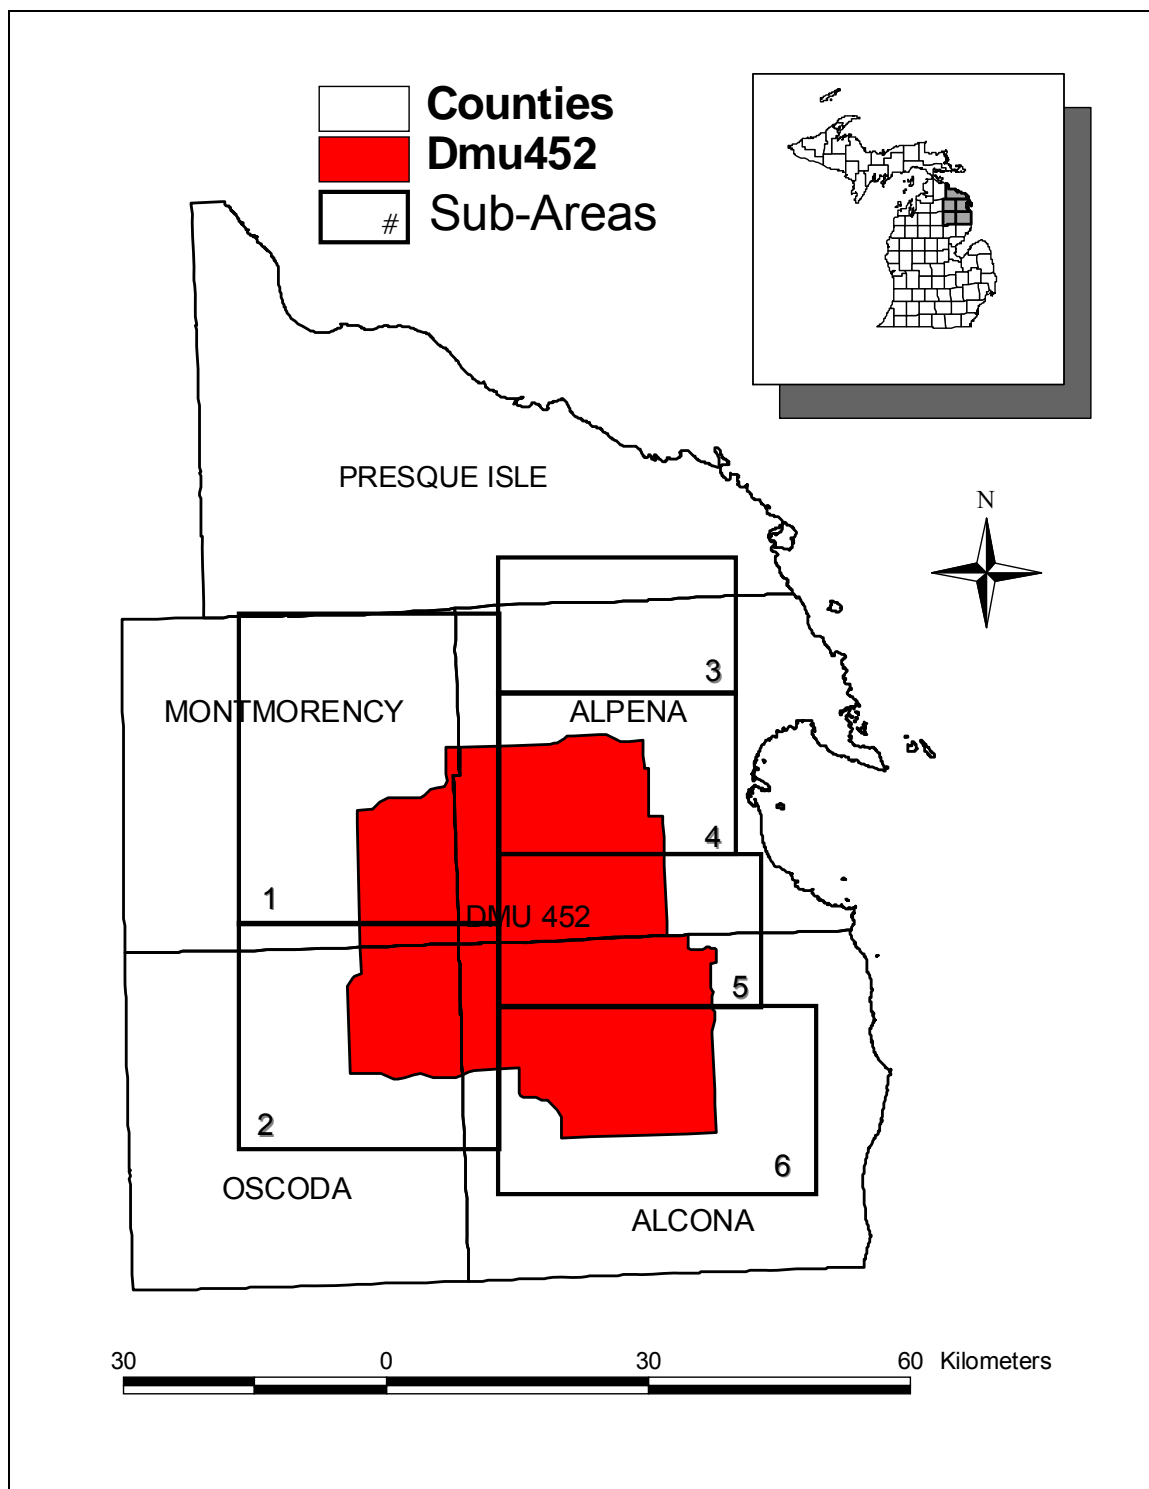 Counties
Dmu452
# Sub-Areas
PRESQUE ISLE
N
3
MONTMORENCY
ALPENA
4
1
DMU 452
5
2
6
OSCODA
ALCONA
30 0 30 60 Kilometers